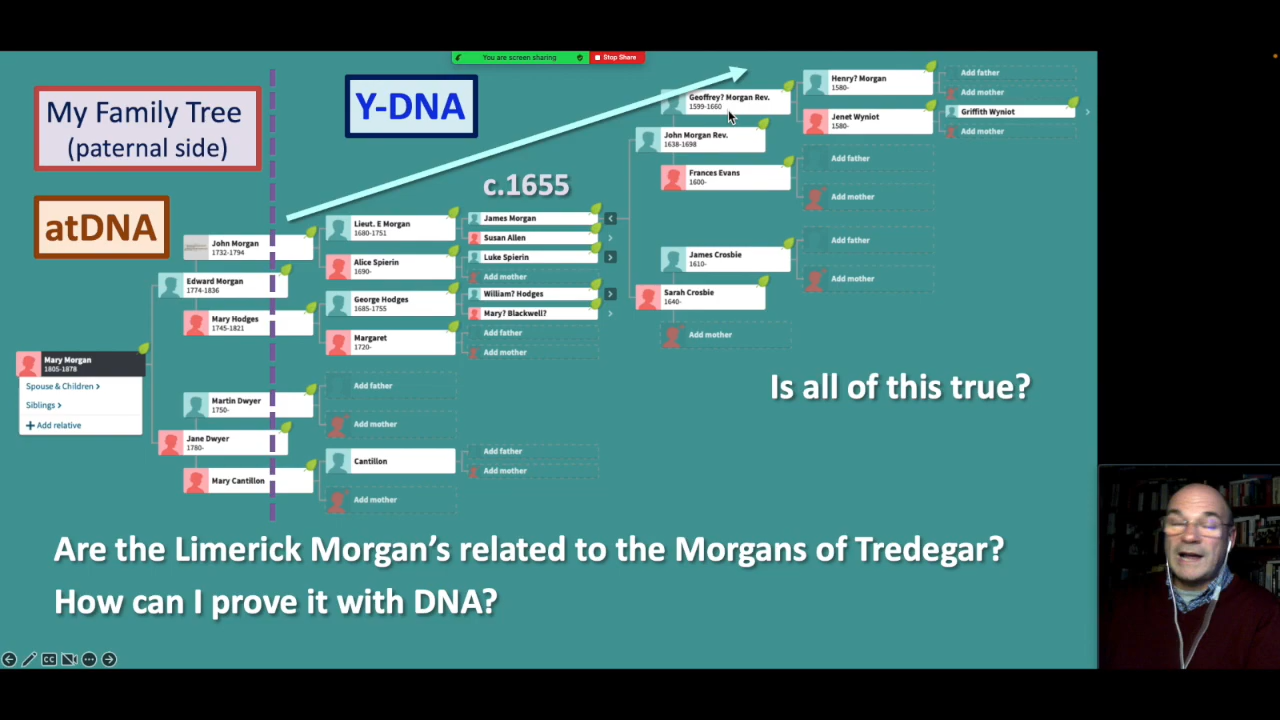 You are screen sharing
Stop Share
My Family Tree
(paternal side)
Y-DNA
atDNA
c.1655
Mary Morgan
1805-1878
Spouse & Children
Siblings
Add relative
Edward Morgan
1774-1836
Jane Dwyer
1780-
John Morgan
1732-1794
Mary Hodges
1745-1821
Martin Dwyer
1750-
Mary Cantillon
Lieut. E Morgan
1680-1751
Alice Spierin
1690-
George Hodges
1685-1755
Margaret
1720-
Add father
Add mother
Cantillon
Add mother
James Morgan
Susan Allen
Luke Spierin
Add mother
William? Hodges
Mary? Blackwell?
Add father
Add mother
Add father
Add mother
Geoffrey? Morgan Rev.
1599-1660
John Morgan Rev.
1638-1698
Frances Evans
1600-
James Crosbie
1610-
Sarah Crosbie
1640-
Add mother
Henry? Morgan
1580-
Jenet Wyniot
1580-
Add father
Add mother
Add father
Add mother
Add father
Add mother
Griffith Wyniot
Add mother
Is all of this true?
Are the Limerick Morgan's related to the Morgans of Tredegar?
How can I prove it with DNA?
CC